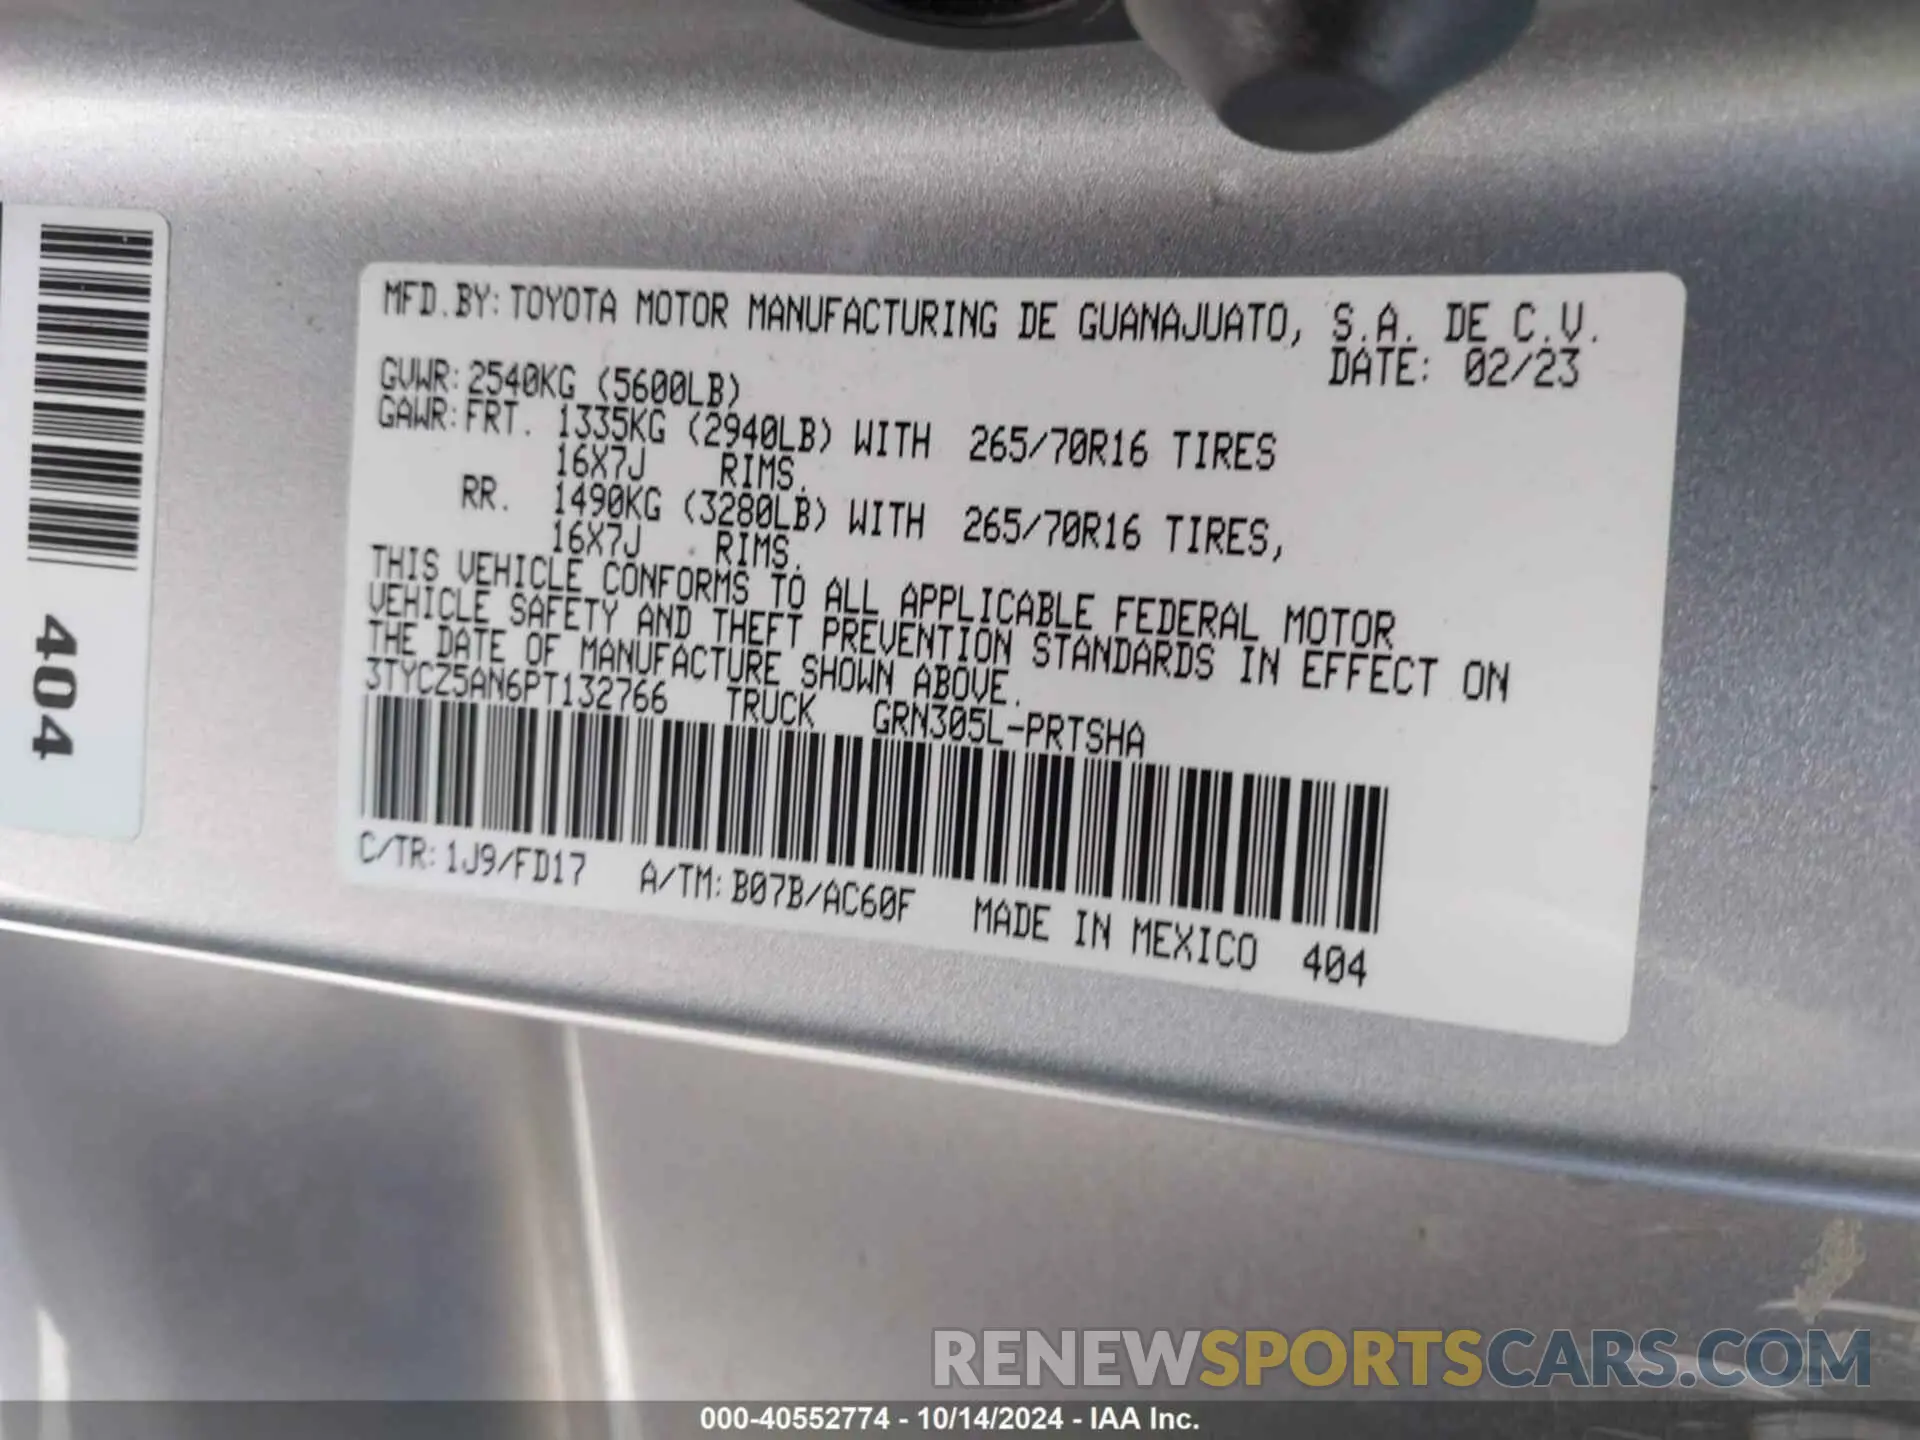 MFD.BY: TOYOTA MOTOR MANUFACTURING DE GUANAJUATO, S.A. DE C.V.
DATE: 02/23
GVWR: 2540KG (5600LB)
GAWR: FRT. 1335KG (2940LB) WITH 265/70R16 TIRES
16X7J RIMS.
RR. 1490KG (3280LB) WITH 265/70R16 TIRES,
16X7J RIMS.
THIS VEHICLE CONFORMS TO ALL APPLICABLE FEDERAL MOTOR
VEHICLE SAFETY AND THEFT PREVENTION STANDARDS IN EFFECT ON
THE DATE OF MANUFACTURE SHOWN ABOVE.
3TYCZ5AN6PT132766 TRUCK GRN305L-PRTSHA
C/TR: 1J9/FD17 A/TM: B07B/AC60F MADE IN MEXICO 404
404
RENEWSPORTSCARS.COM
000-40552774 - 10/14/2024 - IAA Inc.